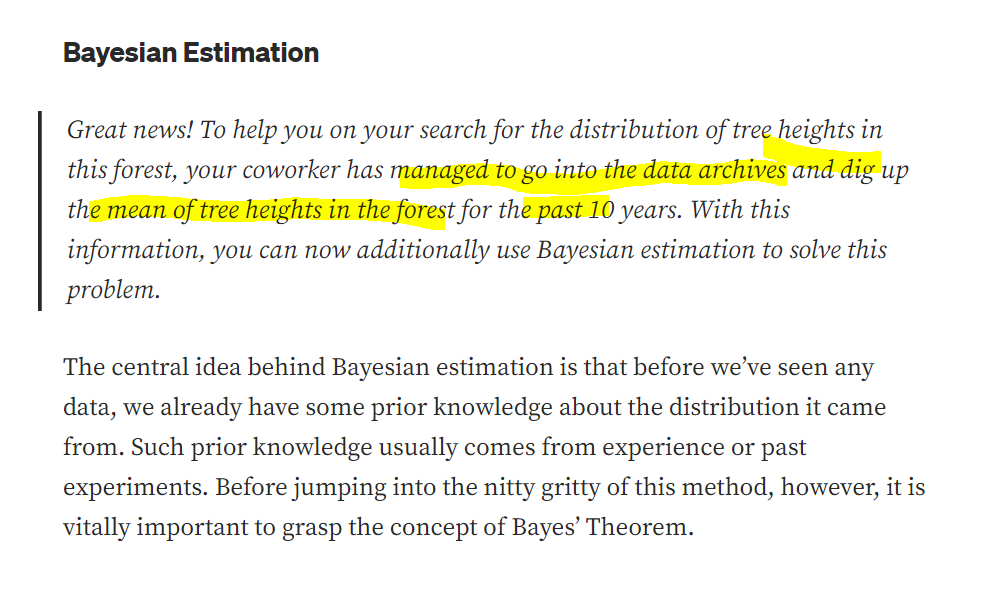 Bayesian Estimation
Great news! To help you on your search for the distribution of tree heights in
this forest, your coworker has managed to go into the data archives and dig up
the mean of tree heights in the forest for the past 10 years. With this
information, you can now additionally use Bayesian estimation to solve this
problem.
The central idea behind Bayesian estimation is that before we’ve seen any
data, we already have some prior knowledge about the distribution it came
from. Such prior knowledge usually comes from experience or past
experiments. Before jumping into the nitty gritty of this method, however, it is
vitally important to grasp the concept of Bayes’ Theorem.